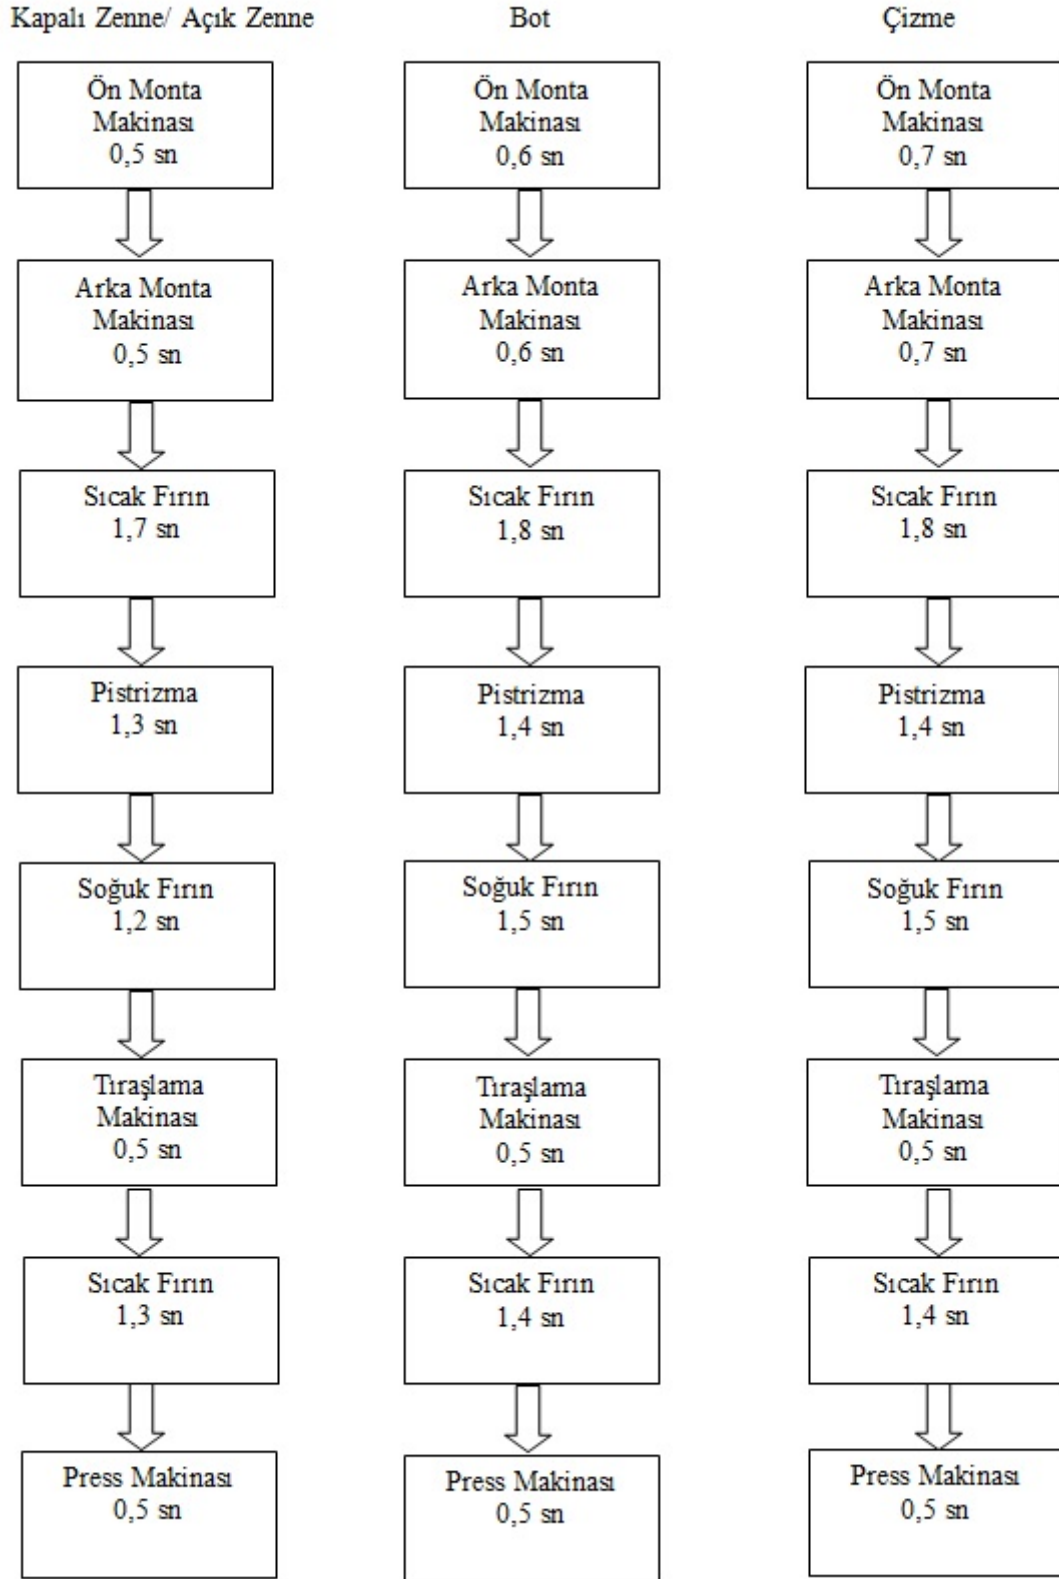 Kapalı Zenne/ Açık Zenne
Bot
Çizme
Ön Monta
Makinası
0,5 sn
Ön Monta
Makinası
0,6 sn
Ön Monta
Makinası
0,7 sn
Arka Monta
Makinası
0,5 sn
Arka Monta
Makinası
0,6 sn
Arka Monta
Makinası
0,7 sn
Sıcak Fırın
1,7 sn
Sıcak Fırın
1,8 sn
Sıcak Fırın
1,8 sn
Pistrizma
1,3 sn
Pistrizma
1,4 sn
Pistrizma
1,4 sn
Soğuk Fırın
1,2 sn
Soğuk Fırın
1,5 sn
Soğuk Fırın
1,5 sn
Tıraşlama
Makinası
0,5 sn
Tıraşlama
Makinası
0,5 sn
Tıraşlama
Makinası
0,5 sn
Sıcak Fırın
1,3 sn
Sıcak Fırın
1,4 sn
Sıcak Fırın
1,4 sn
Press Makinası
0,5 sn
Press Makinası
0,5 sn
Press Makinası
0,5 sn